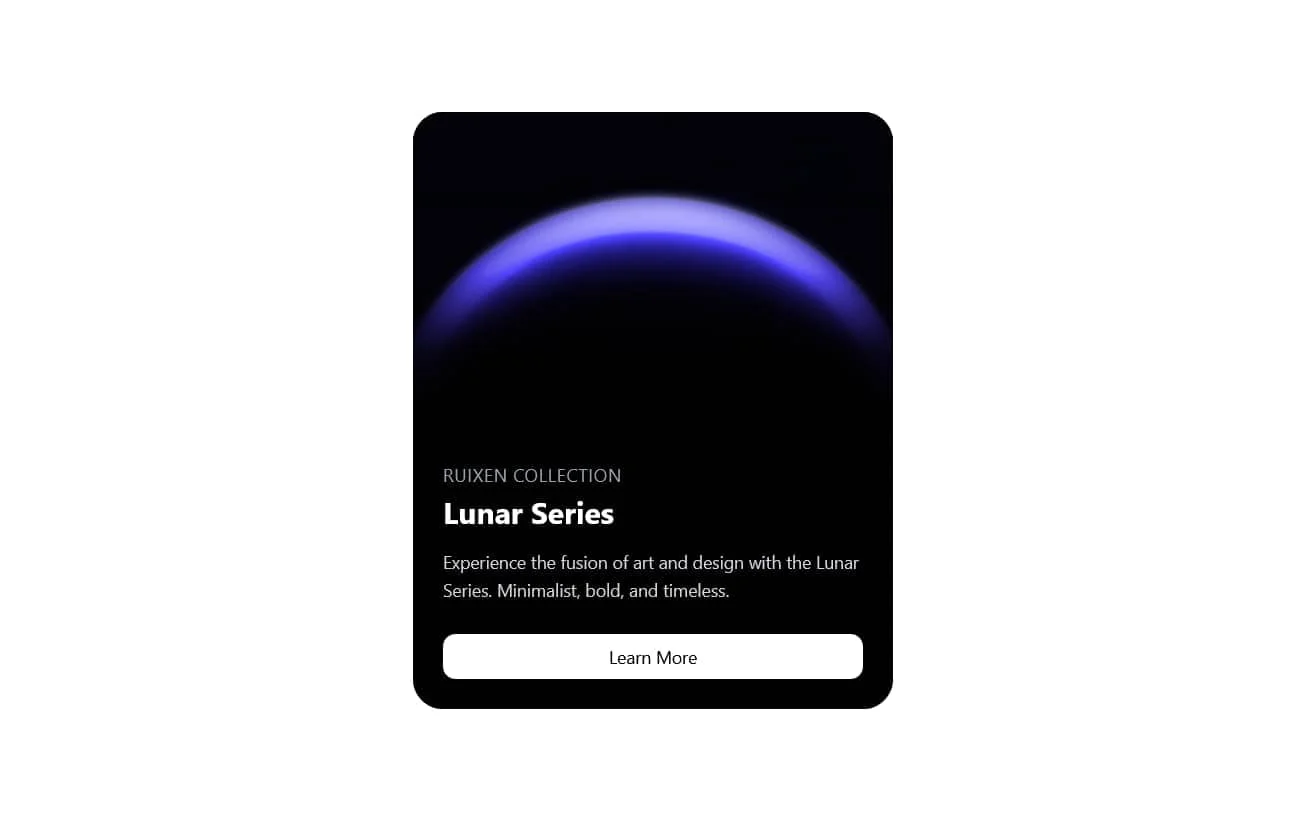 RUIXEN COLLECTION
Lunar Series
Experience the fusion of art and design with the Lunar
Series. Minimalist, bold, and timeless.
Learn More